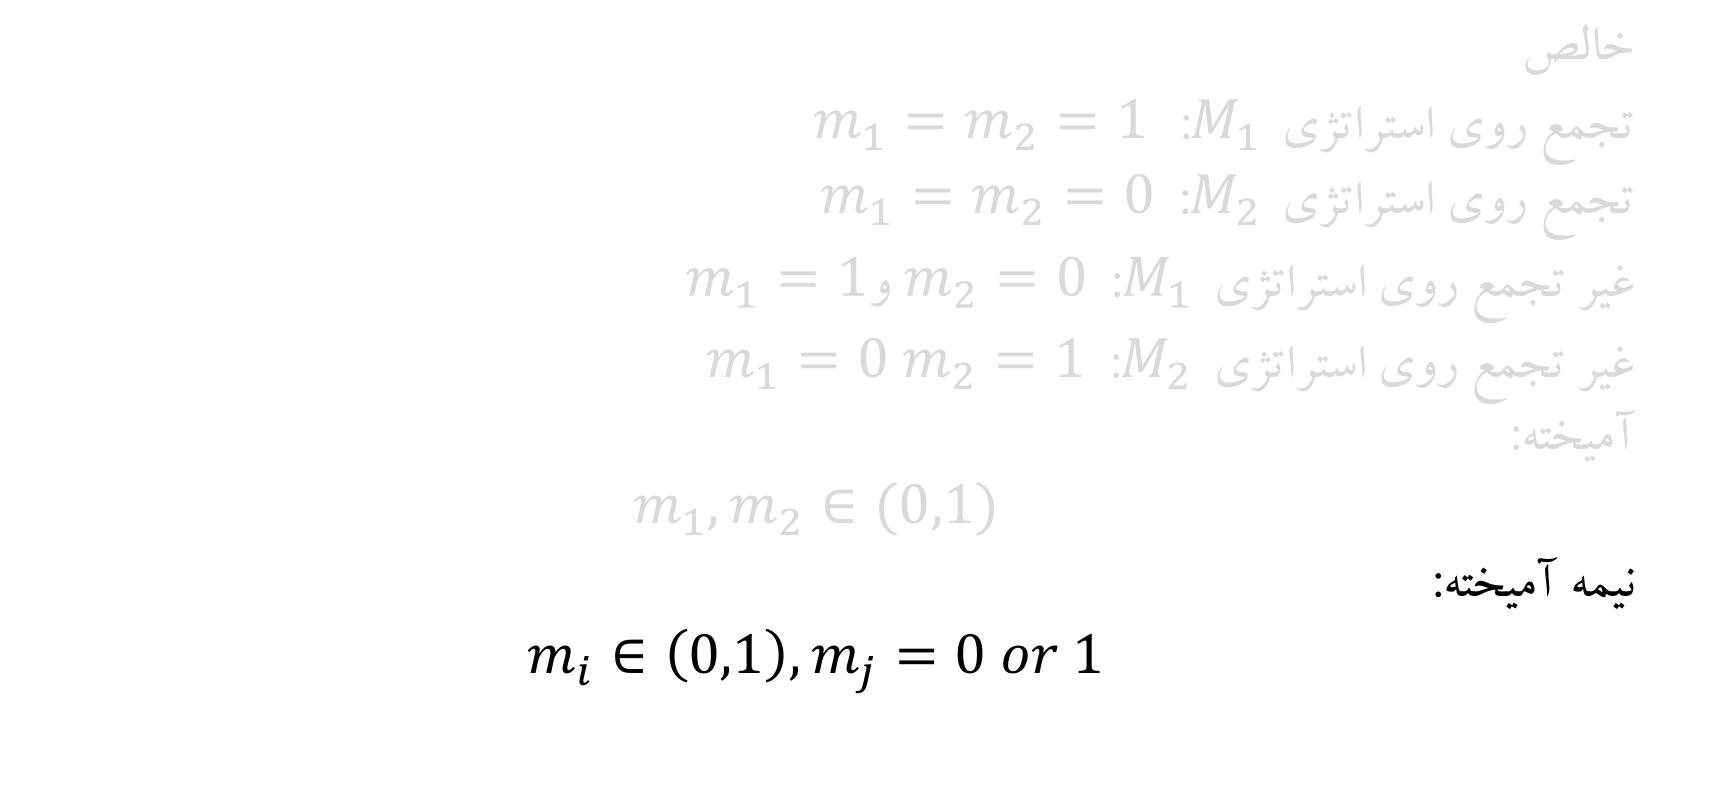 خالص
تجمع روی استراتژی M₁: m₁ = m₂ = 1
تجمع روی استراتژی M₂: m₁ = m₂ = 0
غیر تجمع روی استراتژی M₁: m₁ = 1 و m₂ = 0
غیر تجمع روی استراتژی M₂: m₁ = 0 m₂ = 1
آمیخته:
m₁, m₂ ∈ (0,1)
نیمه آمیخته:
mᵢ ∈ (0,1), mⱼ = 0 or 1